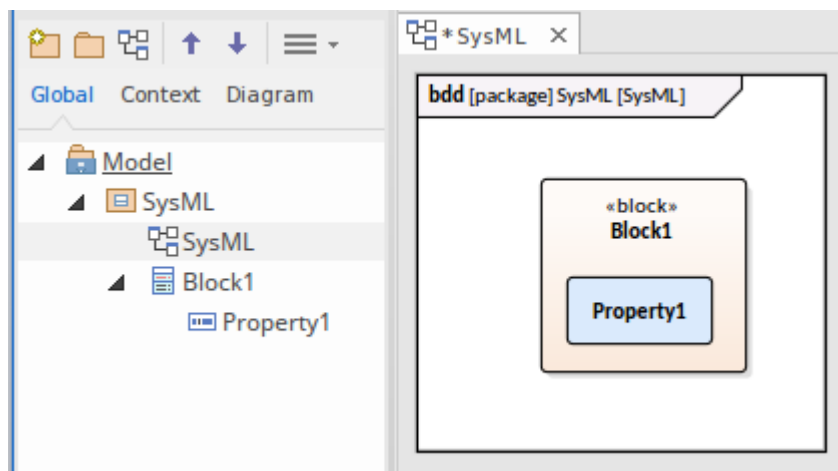 Global Context Diagram
Model
SysML
SysML
Block1
Property1
*SysML ×
bdd [package] SysML [SysML]
«block»
Block1
Property1